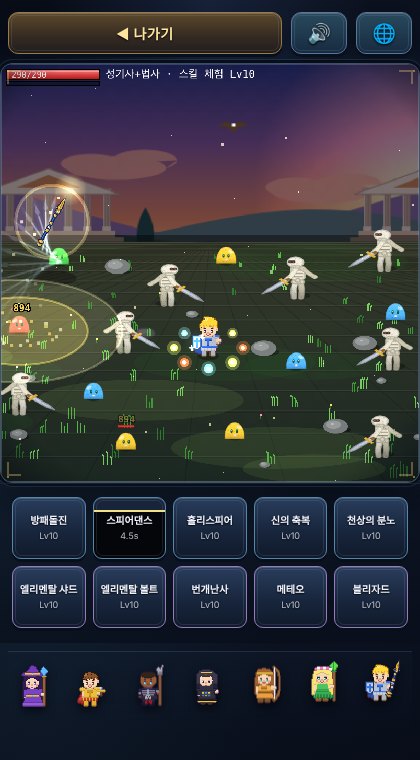 ◀ 나가기
290/290
성기사+법사 · 스킬 체험 Lv10
894
894
방패돌진
Lv10
스피어댄스
4.5s
홀리스피어
Lv10
신의 축복
Lv10
천상의 분노
Lv10
엘리멘탈 샤드
Lv10
엘리멘탈 볼트
Lv10
번개난사
Lv10
메테오
Lv10
블리자드
Lv10